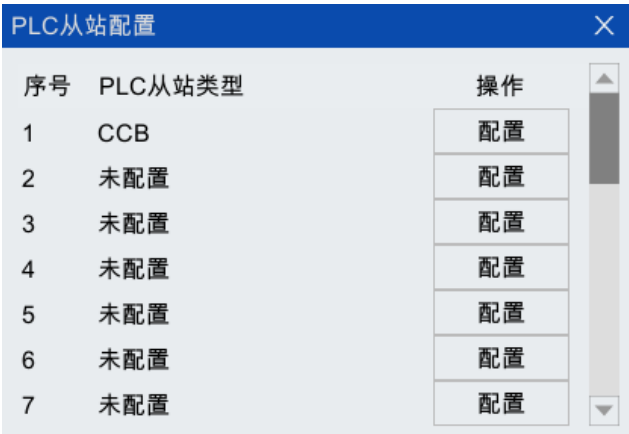 PLC从站配置
序号 PLC从站类型 操作
1 CCB 配置
2 未配置 配置
3 未配置 配置
4 未配置 配置
5 未配置 配置
6 未配置 配置
7 未配置 配置